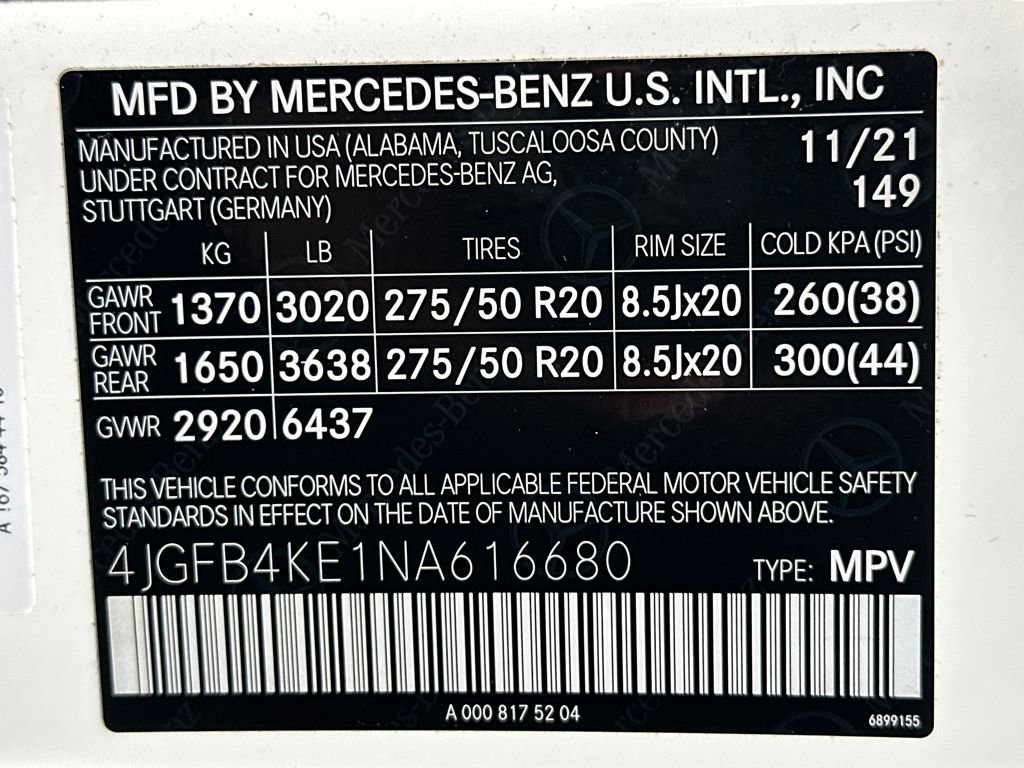 MFD BY MERCEDES-BENZ U.S. INTL., INC
MANUFACTURED IN USA (ALABAMA, TUSCALOOSA COUNTY) 11/21
UNDER CONTRACT FOR MERCEDES-BENZ AG, 149
STUTTGART (GERMANY)
KG LB TIRES RIM SIZE COLD KPA (PSI)
GAWR FRONT 1370 3020 275/50 R20 8.5Jx20 260(38)
GAWR REAR 1650 3638 275/50 R20 8.5Jx20 300(44)
GVWR 2920 6437
THIS VEHICLE CONFORMS TO ALL APPLICABLE FEDERAL MOTOR VEHICLE SAFETY
STANDARDS IN EFFECT ON THE DATE OF MANUFACTURE SHOWN ABOVE.
4JGFB4KE1NA616680 TYPE: MPV
A 000 817 52 04
6899155